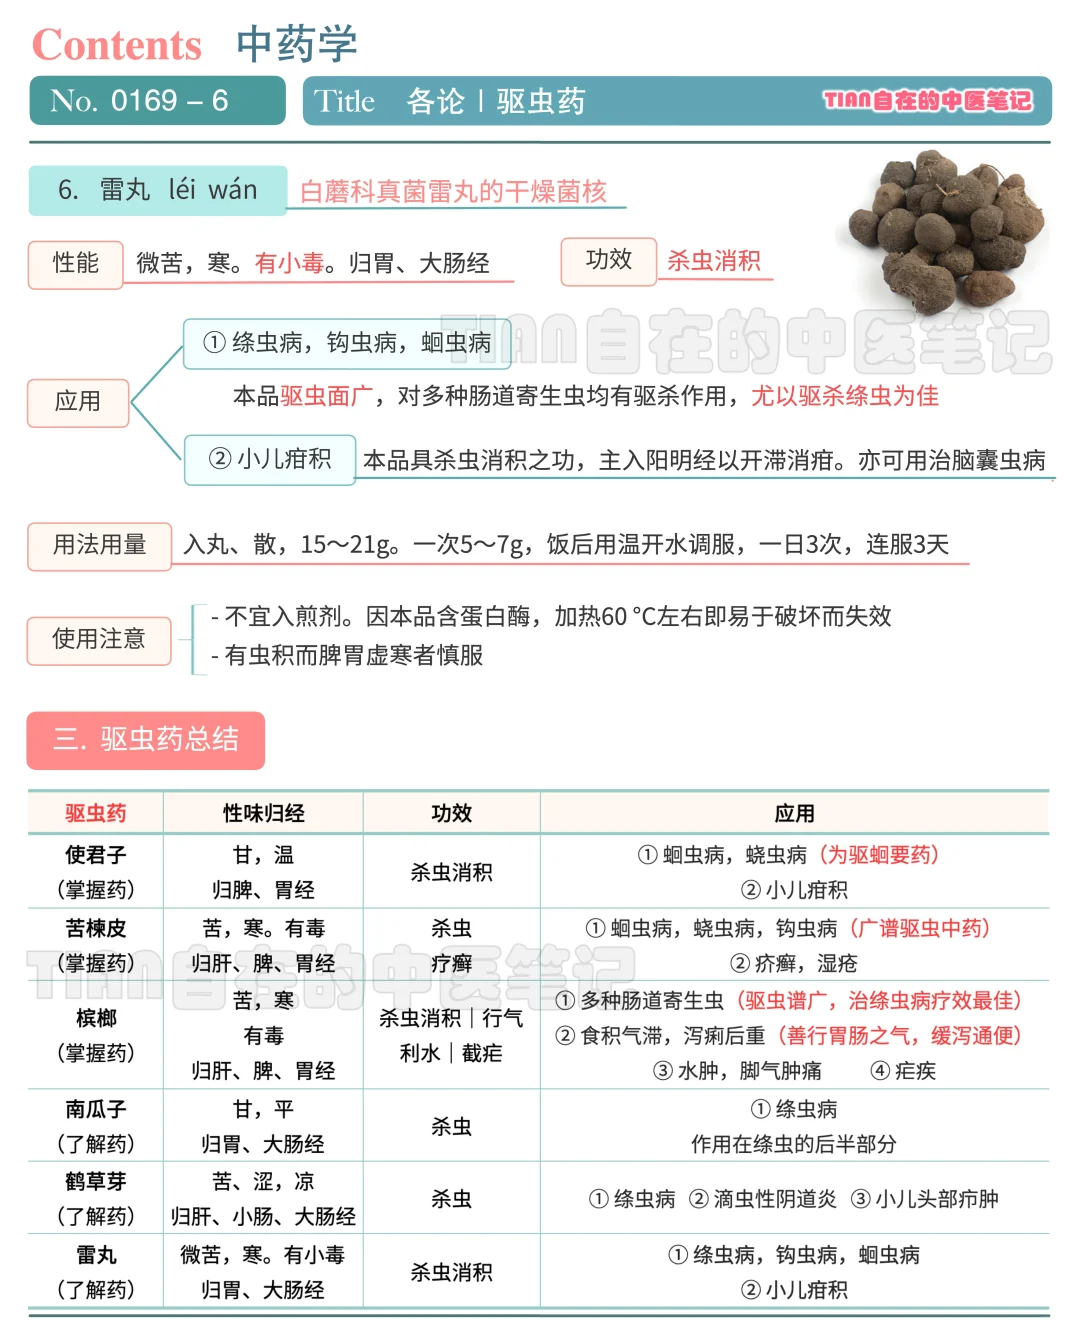 Contents 中药学
No. 0169 – 6
Title 各论丨驱虫药
TIAN自在的中医笔记
6. 雷丸 léi wán
白蘑科真菌雷丸的干燥菌核
性能
微苦，寒。有小毒。归胃、大肠经
功效
杀虫消积
TIAN自在的中医笔记
应用
① 绦虫病，钩虫病，蛔虫病
本品驱虫面广，对多种肠道寄生虫均有驱杀作用，尤以驱杀绦虫为佳
② 小儿疳积
本品具杀虫消积之功，主入阳明经以开滞消疳。亦可用治脑囊虫病
用法用量
入丸、散，15～21g。一次5～7g，饭后用温开水调服，一日3次，连服3天
使用注意
- 不宜入煎剂。因本品含蛋白酶，加热60 ℃左右即易于破坏而失效
- 有虫积而脾胃虚寒者慎服
三. 驱虫药总结
驱虫药 性味归经 功效 应用
使君子
（掌握药）
甘，温
归脾、胃经
杀虫消积
① 蛔虫病，蛲虫病（为驱蛔要药）
② 小儿疳积
苦楝皮
（掌握药）
苦，寒。有毒
归肝、脾、胃经
杀虫
疗癣
① 蛔虫病，蛲虫病，钩虫病（广谱驱虫中药）
② 疥癣，湿疮
TIAN自在的中医笔记
槟榔
（掌握药）
苦，寒
有毒
归肝、脾、胃经
杀虫消积｜行气
利水｜截疟
① 多种肠道寄生虫（驱虫谱广，治绦虫病疗效最佳）
② 食积气滞，泻痢后重（善行胃肠之气，缓泻通便）
③ 水肿，脚气肿痛 ④ 疟疾
南瓜子
（了解药）
甘，平
归胃、大肠经
杀虫
① 绦虫病
作用在绦虫的后半部分
鹤草芽
（了解药）
苦、涩，凉
归肝、小肠、大肠经
杀虫
① 绦虫病 ② 滴虫性阴道炎 ③ 小儿头部疖肿
雷丸
（了解药）
微苦，寒。有小毒
归胃、大肠经
杀虫消积
① 绦虫病，钩虫病，蛔虫病
② 小儿疳积